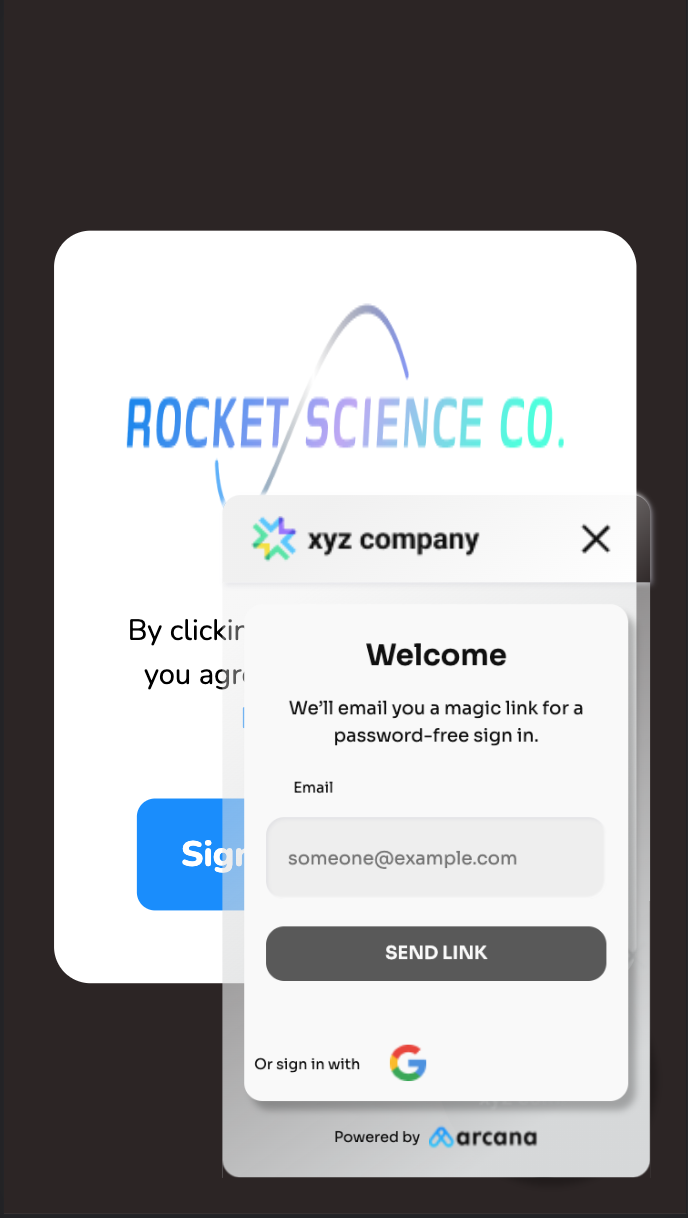 ROCKET SCIENCE CO.
xyz company
By clickin
you agre
Welcome
We’ll email you a magic link for a
password-free sign in.
Email
Sign
someone@example.com
SEND LINK
Or sign in with
Powered by arcana